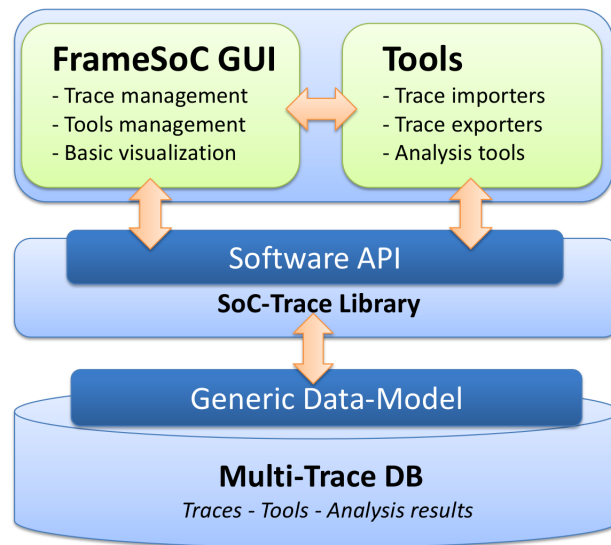 FrameSoC GUI
- Trace management
- Tools management
- Basic visualization
Tools
- Trace importers
- Trace exporters
- Analysis tools
Software API
SoC-Trace Library
Generic Data-Model
Multi-Trace DB
Traces - Tools - Analysis results